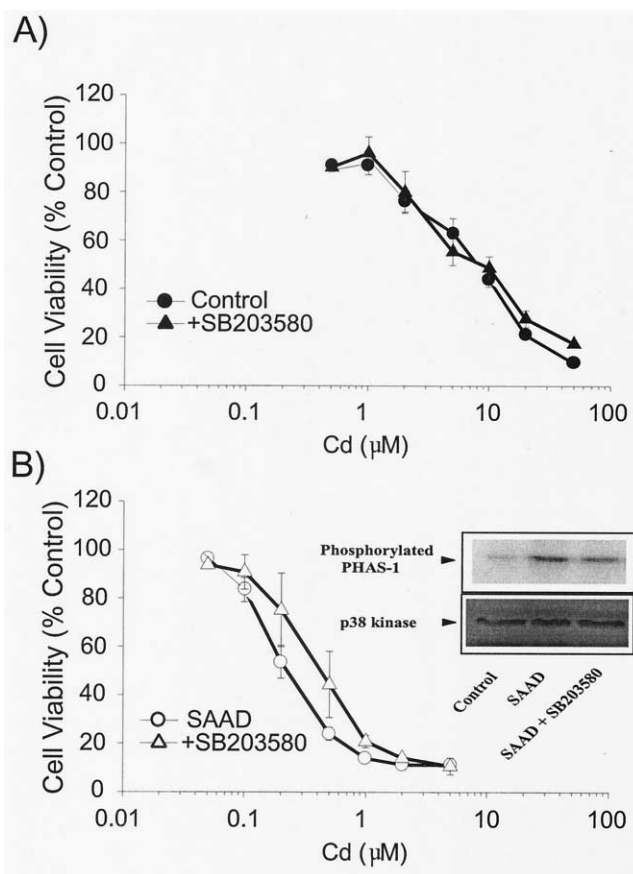 A)
Cell Viability (% Control)
120
100
80
60
40
20
0
Control
+SB203580
0.01 0.1 1 10 100
Cd (μM)
B)
Cell Viability (% Control)
120
100
80
60
40
20
0
Phosphorylated
PHAS-1
p38 kinase
Control
SAAD
SAAD + SB203580
SAAD
+SB203580
0.01 0.1 1 10 100
Cd (μM)